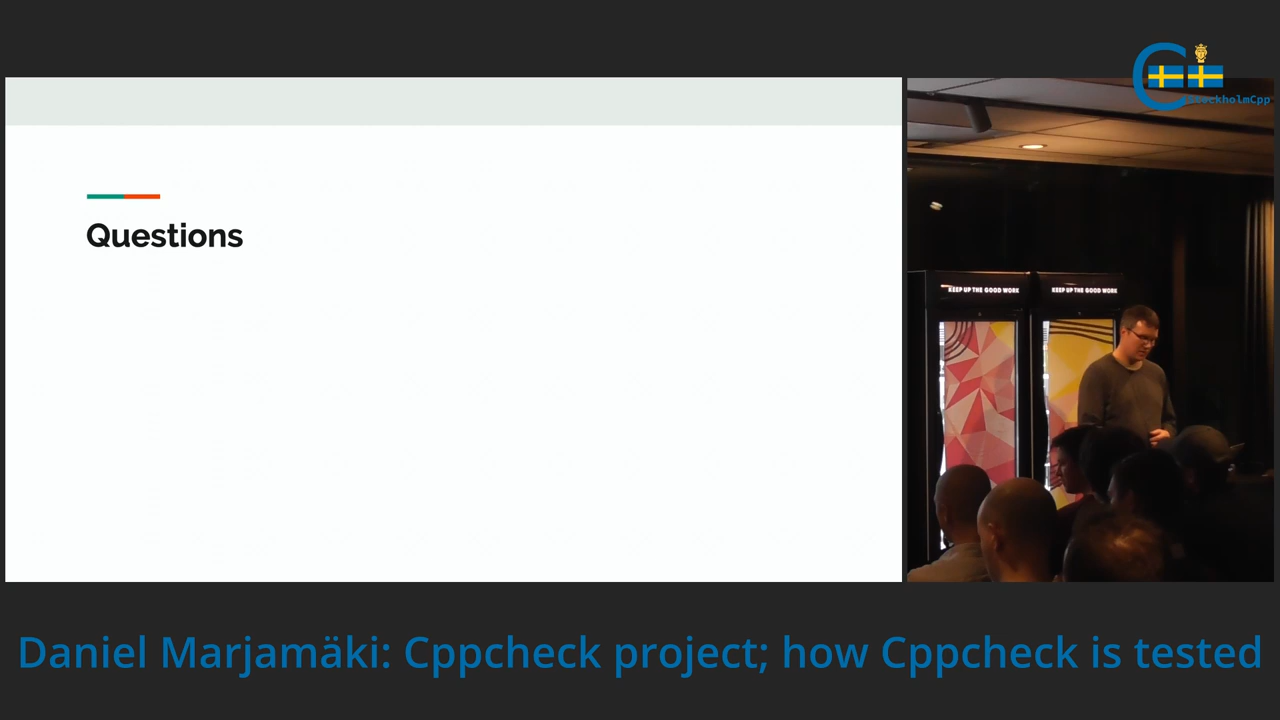 StockholmCpp
Questions
KEEP UP THE GOOD WORK
KEEP UP THE GOOD WORK
Daniel Marjamäki: Cppcheck project; how Cppcheck is tested